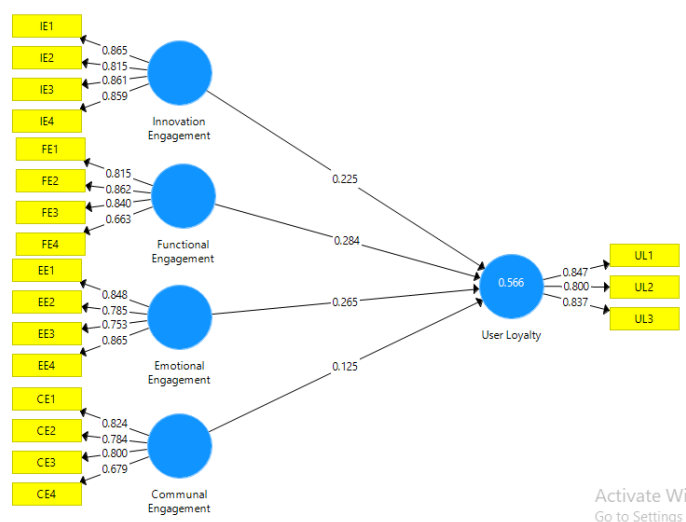 IE1
0.865
IE2
0.815
IE3
0.861
IE4
0.859
Innovation
Engagement
FE1
0.815
FE2
0.862
FE3
0.840
FE4
0.663
Functional
Engagement
EE1
0.848
EE2
0.785
EE3
0.753
EE4
0.865
Emotional
Engagement
CE1
0.824
CE2
0.784
CE3
0.800
CE4
0.679
Communal
Engagement
0.225
0.284
0.265
0.125
0.566
User Loyalty
0.847
UL1
0.800
UL2
0.837
UL3
Activate Wi
Go to Settings